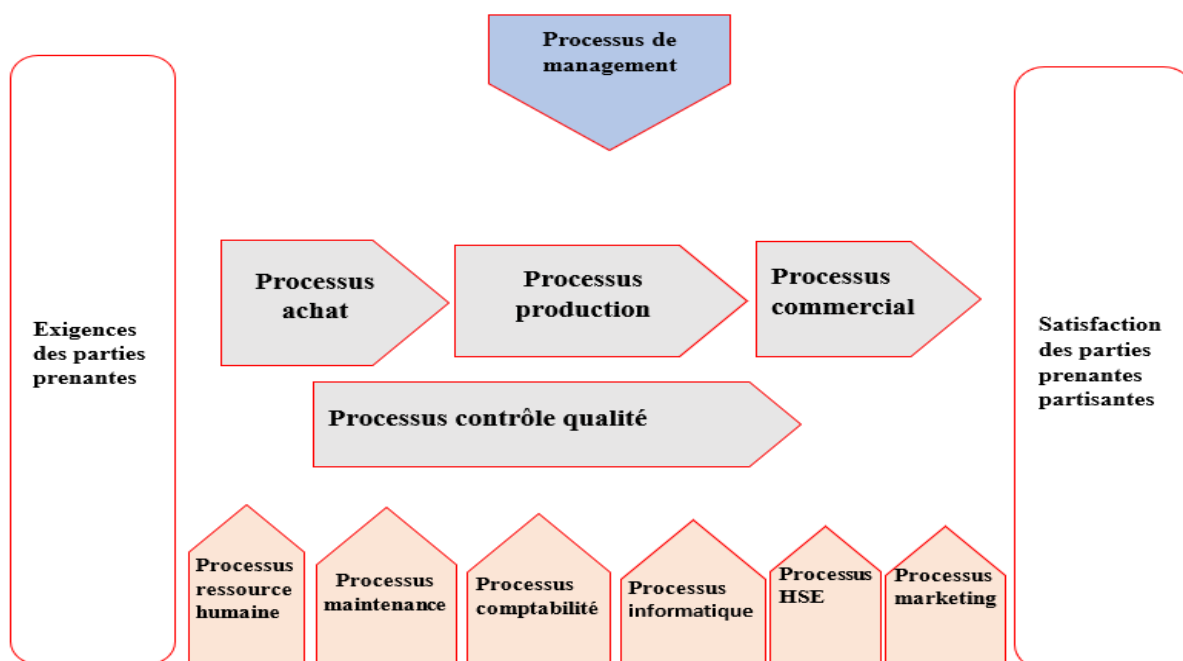 Processus de
management
Exigences
des parties
prenantes
Processus
achat
Processus
production
Processus
commercial
Processus contrôle qualité
Satisfaction
des parties
prenantes
partisantes
Processus
ressource
humaine
Processus
maintenance
Processus
comptabilité
Processus
informatique
Processus
HSE
Processus
marketing